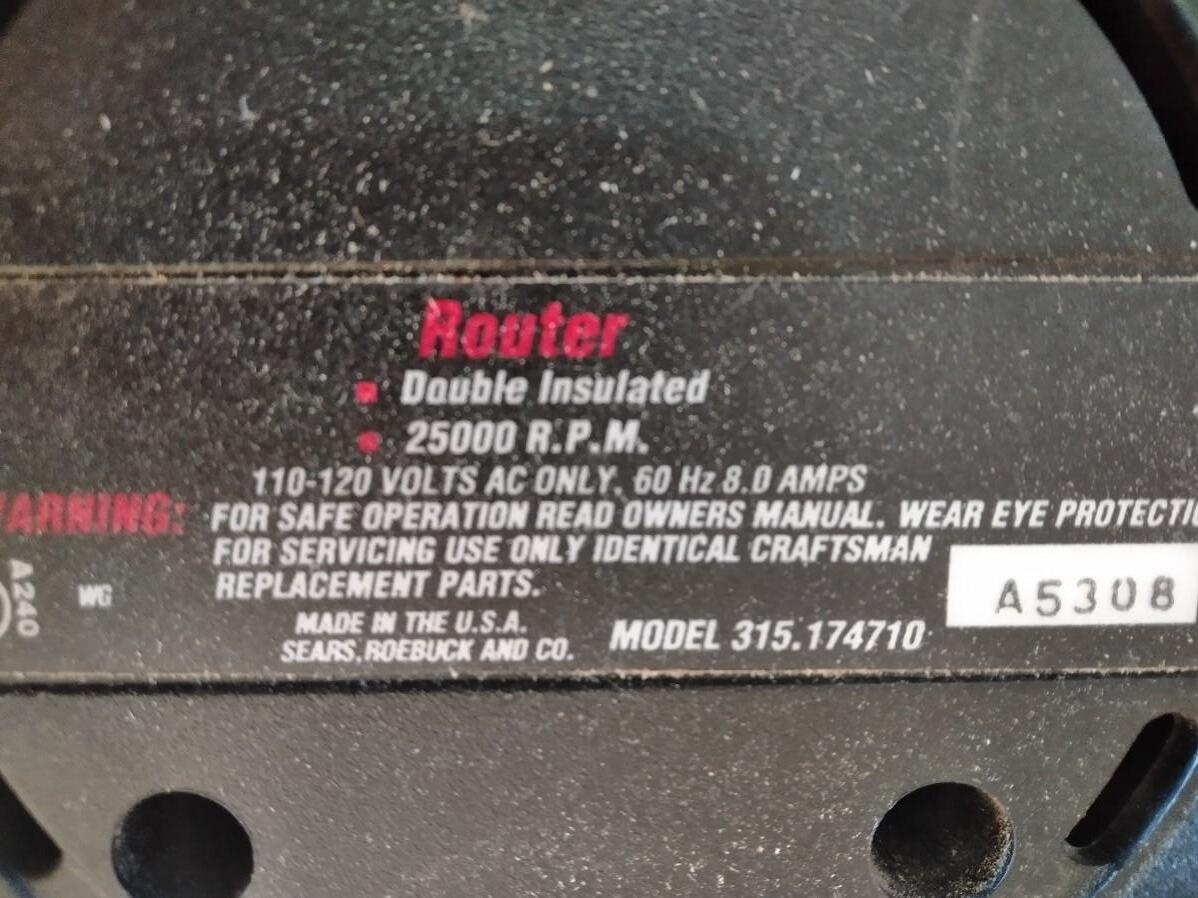 Router
Double Insulated
25000 R.P.M.
110-120 VOLTS AC ONLY, 60 Hz 8.0 AMPS
WARNING: FOR SAFE OPERATION READ OWNERS MANUAL. WEAR EYE PROTECTI
FOR SERVICING USE ONLY IDENTICAL CRAFTSMAN
REPLACEMENT PARTS.
A5308
A240
WG
MADE IN THE U.S.A.
SEARS, ROEBUCK AND CO.
MODEL 315.174710